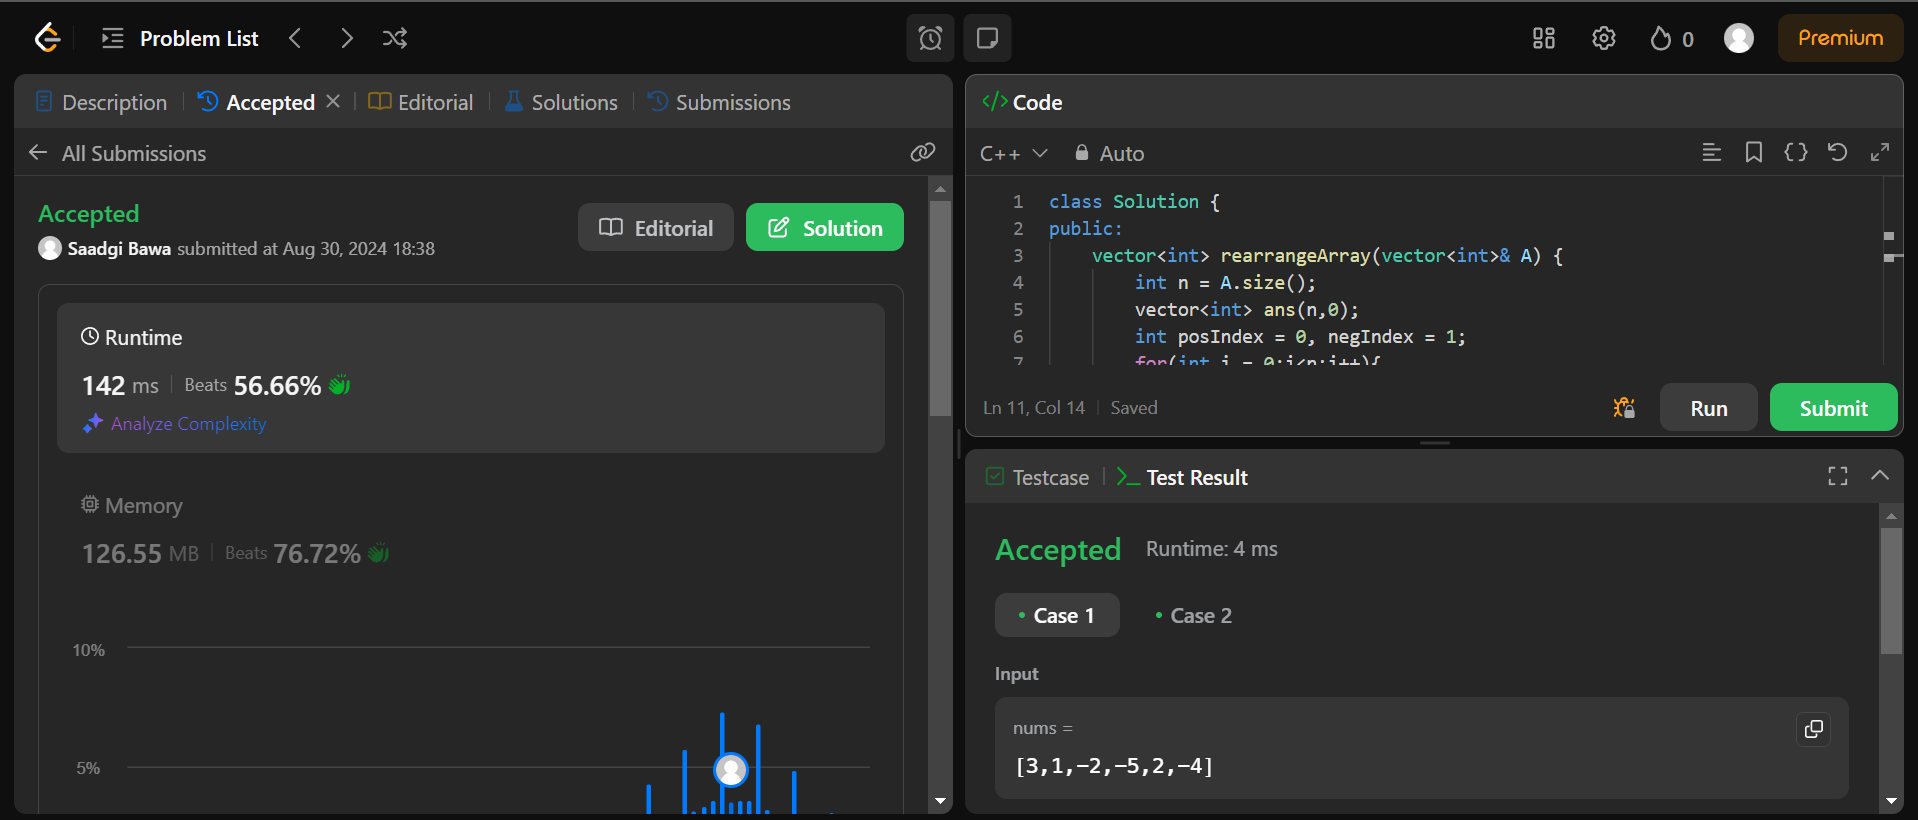 Problem List
0
Premium
Description
Accepted
Editorial
Solutions
Submissions
All Submissions
Accepted
Saadgi Bawa submitted at Aug 30, 2024 18:38
Editorial
Solution
Runtime
142 ms
Beats 56.66%
Analyze Complexity
Memory
126.55 MB
Beats 76.72%
10%
5%
</> Code
C++
Auto
1 class Solution {
2 public:
3 vector<int> rearrangeArray(vector<int>& A) {
4 int n = A.size();
5 vector<int> ans(n,0);
6 int posIndex = 0, negIndex = 1;
7 for(int i = 0;i<n;i++){
Ln 11, Col 14
Saved
Run
Submit
Testcase
Test Result
Accepted
Runtime: 4 ms
Case 1
Case 2
Input
nums =
[3,1,-2,-5,2,-4]